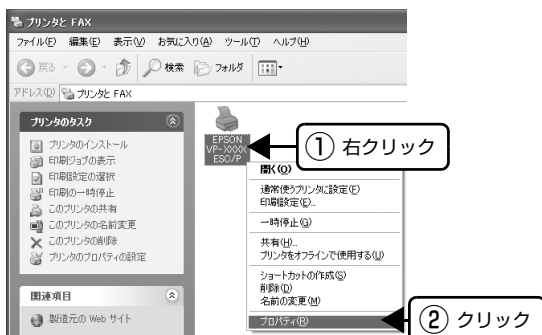 プリンタと FAX
ファイル(F) 編集(E) 表示(V) お気に入り(A) ツール(T) ヘルプ(H)
戻る 検索 フォルダ
アドレス(D) プリンタと FAX
プリンタのタスク
プリンタのインストール
印刷ジョブの表示
印刷設定の選択
印刷の一時停止
このプリンタの共有
このプリンタの名前変更
このプリンタの削除
プリンタのプロパティの設定
関連項目
製造元の Web サイト
EPSON
VP-XXXX
ESC/P
① 右クリック
開く(O)
通常使うプリンタに設定(F)
印刷設定(E)...
一時停止(G)
共有(H)...
プリンタをオフラインで使用する(U)
ショートカットの作成(S)
削除(D)
名前の変更(M)
プロパティ(R)
② クリック